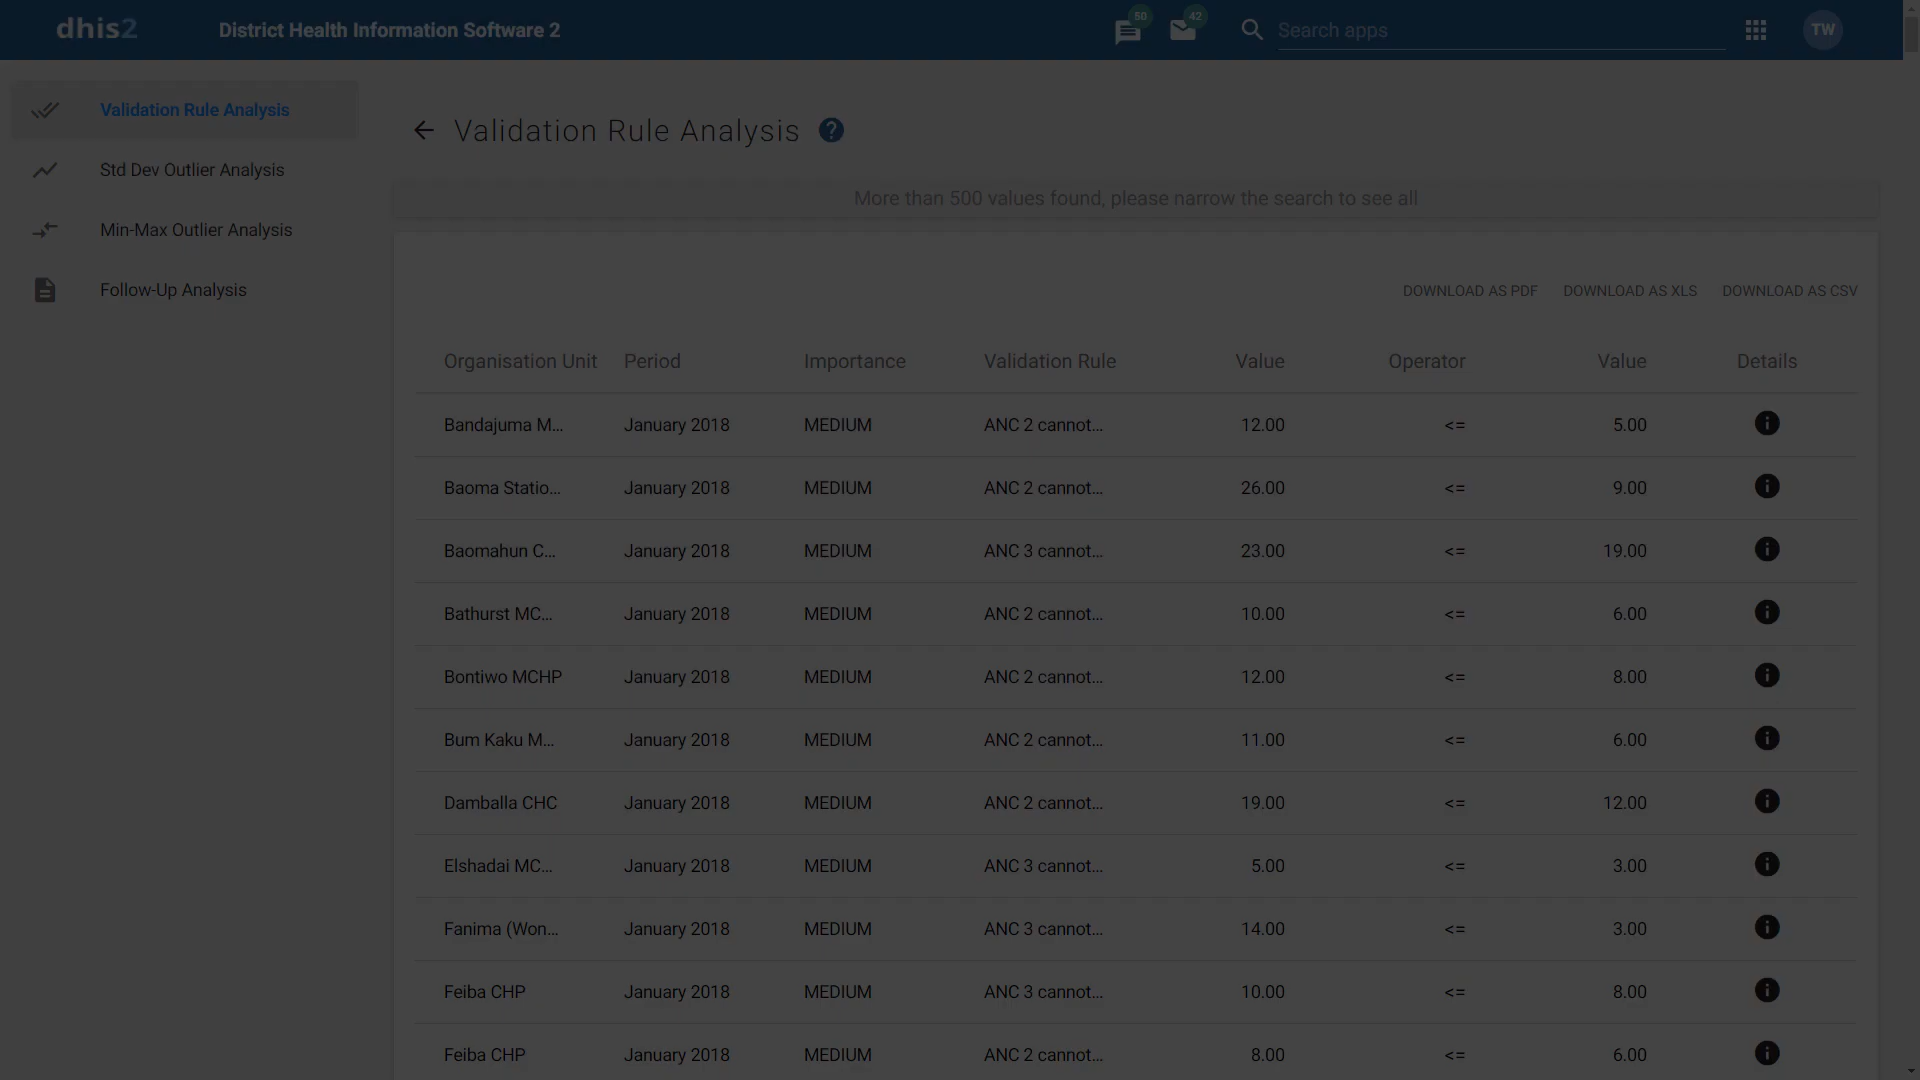 dhis2 District Health Information Software 2 50 42 Search apps TW
Validation Rule Analysis
Std Dev Outlier Analysis
Min-Max Outlier Analysis
Follow-Up Analysis
Validation Rule Analysis ?
More than 500 values found, please narrow the search to see all
DOWNLOAD AS PDF DOWNLOAD AS XLS DOWNLOAD AS CSV
Organisation Unit Period Importance Validation Rule Value Operator Value Details
Bandajuma M... January 2018 MEDIUM ANC 2 cannot... 12.00 <= 5.00
Baoma Statio... January 2018 MEDIUM ANC 2 cannot... 26.00 <= 9.00
Baomahun C... January 2018 MEDIUM ANC 3 cannot... 23.00 <= 19.00
Bathurst MC... January 2018 MEDIUM ANC 2 cannot... 10.00 <= 6.00
Bontiwo MCHP January 2018 MEDIUM ANC 2 cannot... 12.00 <= 8.00
Bum Kaku M... January 2018 MEDIUM ANC 2 cannot... 11.00 <= 6.00
Damballa CHC January 2018 MEDIUM ANC 2 cannot... 19.00 <= 12.00
Elshadai MC... January 2018 MEDIUM ANC 3 cannot... 5.00 <= 3.00
Fanima (Won... January 2018 MEDIUM ANC 3 cannot... 14.00 <= 3.00
Feiba CHP January 2018 MEDIUM ANC 3 cannot... 10.00 <= 8.00
Feiba CHP January 2018 MEDIUM ANC 2 cannot... 8.00 <= 6.00